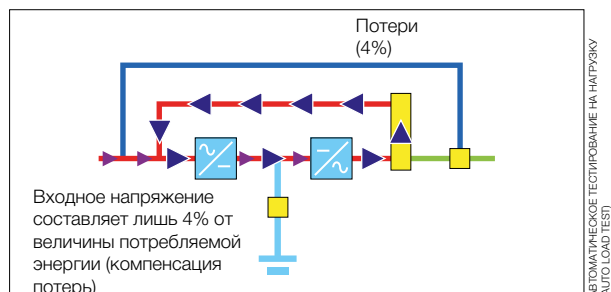 Потери
(4%)
Входное напряжение
составляет лишь 4% от
величины потребляемой
энергии (компенсация
потерь)
АВТОМАТИЧЕСКОЕ ТЕСТИРОВАНИЕ НА НАГРУЗКУ
(AUTO LOAD TEST)